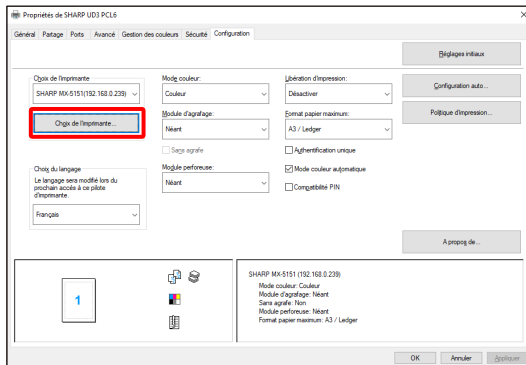 Propriétés de SHARP UD3 PCL6
Général Partage Ports Avancé Gestion des couleurs Sécurité Configuration
Réglages initiaux
Choix de l'imprimante
SHARP MX-5151(192.168.0.239)
Choix de l'imprimante...
Mode couleur:
Couleur
Libération d'impression:
Désactiver
Configuration auto...
Module d'agrafage:
Néant
Format papier maximum:
A3 / Ledger
Politique d'impression...
Sans agrafe
Authentification unique
Choix du langage
Le langage sera modifié lors du
prochain accès à ce pilote
d'imprimante.
Français
Module perforeuse:
Néant
Mode couleur automatique
Compatibilité PIN
A propos de...
1
SHARP MX-5151 (192.168.0.239)
Mode couleur: Couleur
Module d'agrafage: Néant
Sans agrafe: Non
Module perforeuse: Néant
Format papier maximum: A3 / Ledger
OK Annuler Appliquer